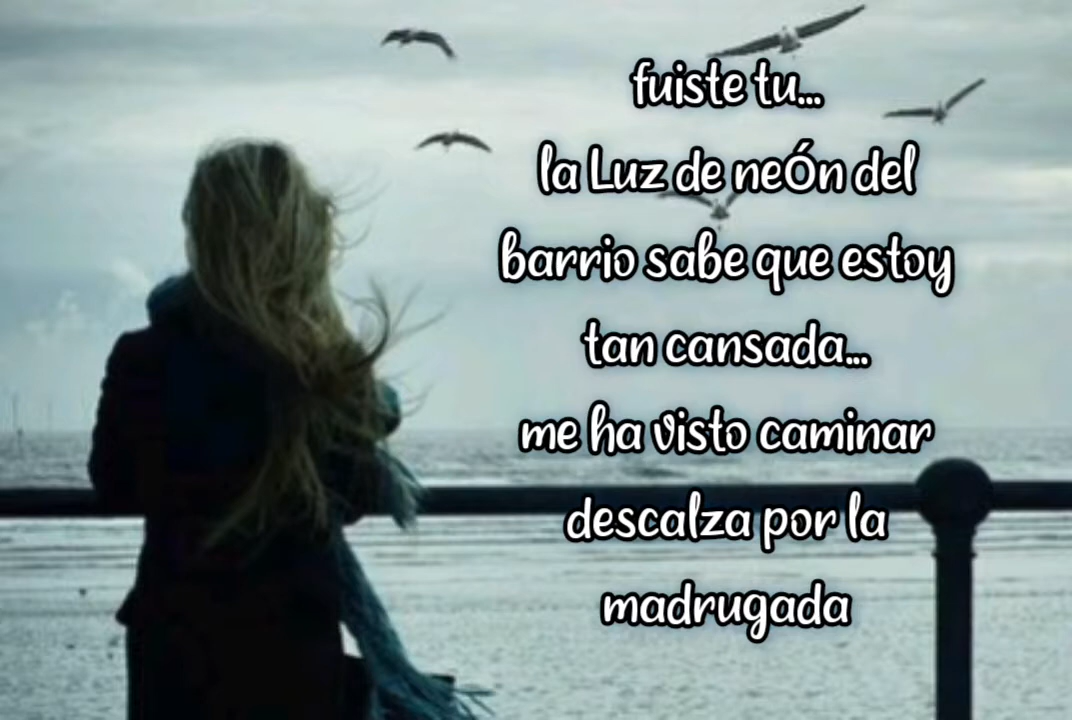 fuiste tu...
la Luz de neÓn del
barrio sabe que estoy
tan cansada...
me ha visto caminar
descalza por la
madrugada